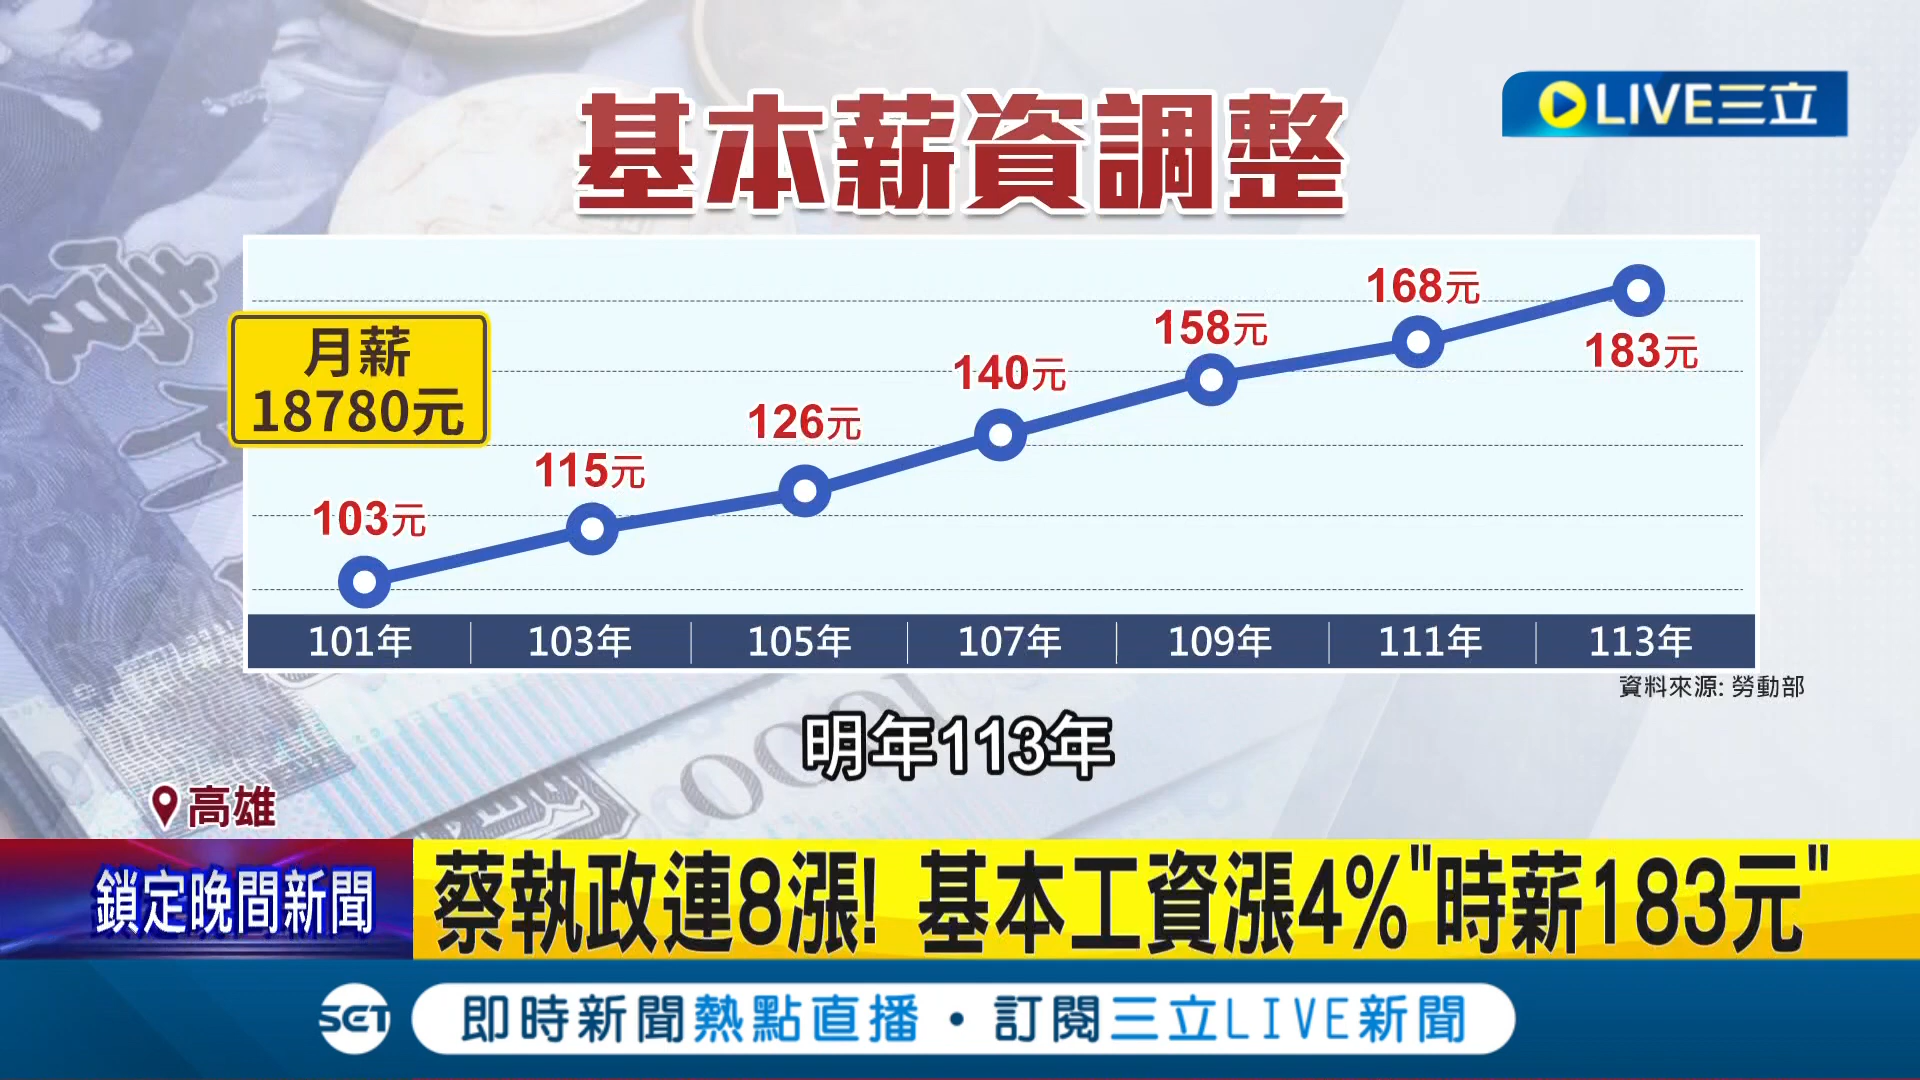 基本薪資調整
LIVE三立
月薪
18780元
103元
115元
126元
140元
158元
168元
183元
101年
103年
105年
107年
109年
111年
113年
資料來源: 勞動部
明年113年
高雄
鎖定晚間新聞
蔡執政連8漲! 基本工資漲4%"時薪183元"
SET
即時新聞熱點直播・訂閱三立LIVE新聞
100